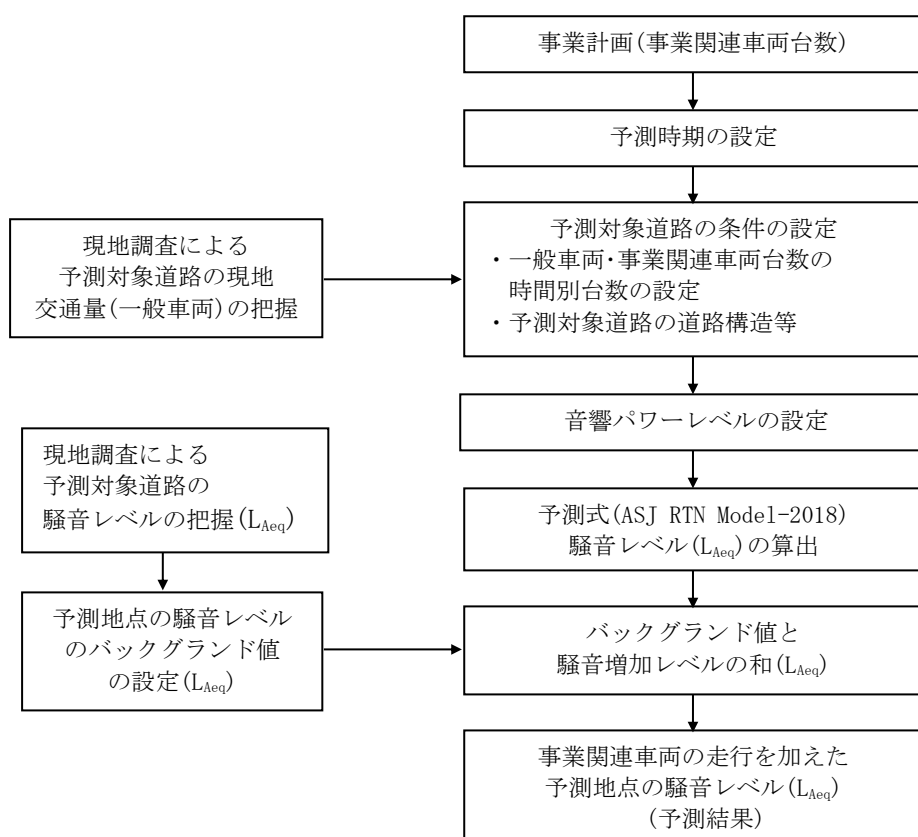 事業計画(事業関連車両台数)
予測時期の設定
予測対象道路の条件の設定
・一般車両・事業関連車両台数の
時間別台数の設定
・予測対象道路の道路構造等
現地調査による
予測対象道路の現地
交通量(一般車両)の把握
音響パワーレベルの設定
現地調査による
予測対象道路の
騒音レベルの把握(LAeq)
予測式(ASJ RTN Model-2018)
騒音レベル(LAeq)の算出
予測地点の騒音レベル
のバックグランド値
の設定(LAeq)
バックグランド値と
騒音増加レベルの和(LAeq)
事業関連車両の走行を加えた
予測地点の騒音レベル(LAeq)
(予測結果)